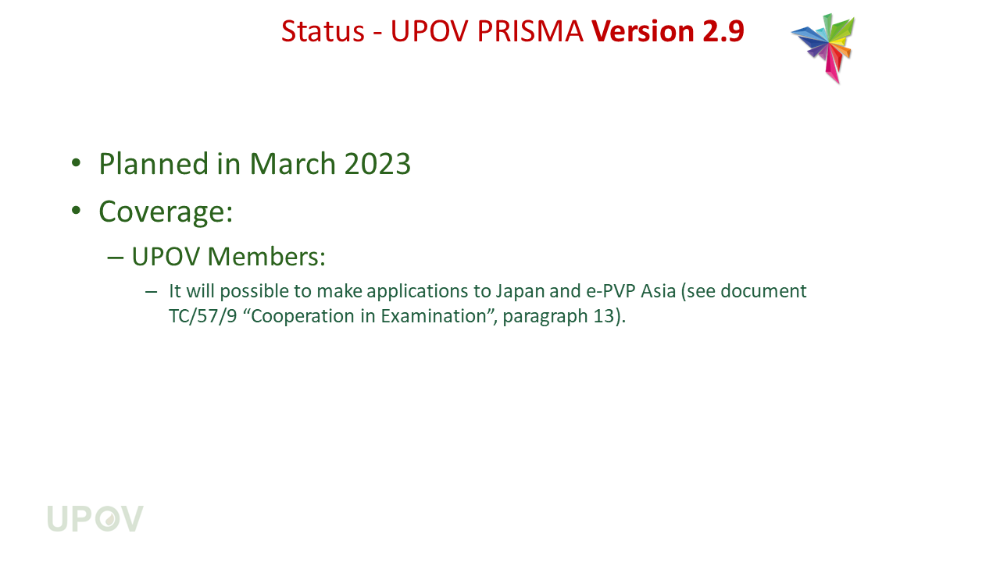 Status - UPOV PRISMA Version 2.9
• Planned in March 2023
• Coverage:
– UPOV Members:
– It will possible to make applications to Japan and e-PVP Asia (see document
TC/57/9 “Cooperation in Examination”, paragraph 13).
UPOV